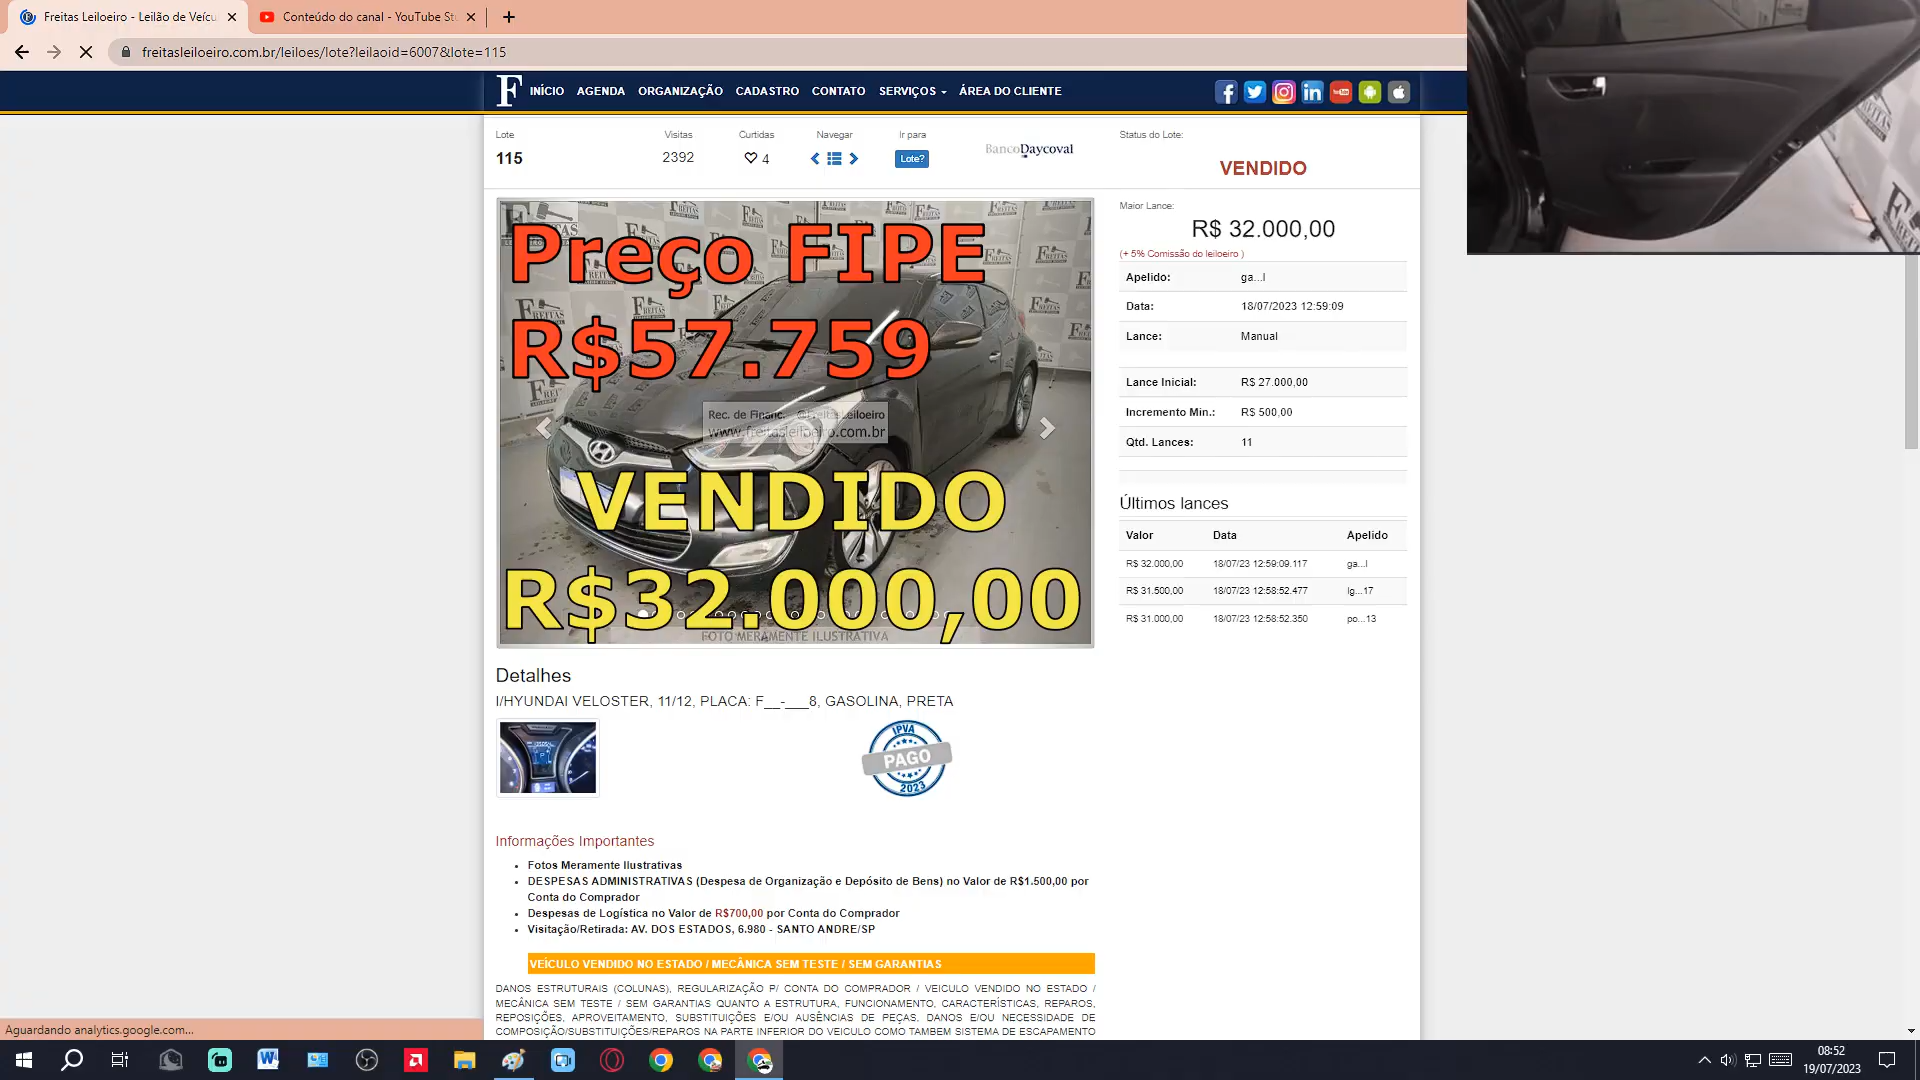 Freitas Leiloeiro - Leilão de Veícu
Conteúdo do canal - YouTube St
freitasleiloeiro.com.br/leiloes/lote?leilaoid=6007&lote=115
F INÍCIO AGENDA ORGANIZAÇÃO CADASTRO CONTATO SERVIÇOS ÁREA DO CLIENTE
Lote
115
Visitas
2392
Curtidas
4
Navegar
Ir para
Lote?
BancoDaycoval
Status do Lote:
VENDIDO
Preço FIPE
R$57.759
Rec. de Financ.
www.freitasleiloeiro.com.br
VENDIDO
R$32.000,00
FOTO MERAMENTE ILUSTRATIVA
Maior Lance:
R$ 32.000,00
(+ 5% Comissão do leiloeiro )
Apelido: ga...l
Data: 18/07/2023 12:59:09
Lance: Manual
Lance Inicial: R$ 27.000,00
Incremento Min.: R$ 500,00
Qtd. Lances: 11
Últimos lances
Valor Data Apelido
R$ 32.000,00 18/07/23 12:59:09.117 ga...l
R$ 31.500,00 18/07/23 12:58:52.477 lg...17
R$ 31.000,00 18/07/23 12:58:52.350 po...13
Detalhes
I/HYUNDAI VELOSTER, 11/12, PLACA: F__-___8, GASOLINA, PRETA
IPVA
PAGO
2023
Informações Importantes
Fotos Meramente Ilustrativas
DESPESAS ADMINISTRATIVAS (Despesa de Organização e Depósito de Bens) no Valor de R$1.500,00 por
Conta do Comprador
Despesas de Logística no Valor de R$700,00 por Conta do Comprador
Visitação/Retirada: AV. DOS ESTADOS, 6.980 - SANTO ANDRE/SP
VEÍCULO VENDIDO NO ESTADO / MECÂNICA SEM TESTE / SEM GARANTIAS
DANOS ESTRUTURAIS (COLUNAS), REGULARIZAÇÃO P/ CONTA DO COMPRADOR / VEICULO VENDIDO NO ESTADO /
MECÂNICA SEM TESTE / SEM GARANTIAS QUANTO A ESTRUTURA, FUNCIONAMENTO, CARACTERÍSTICAS, REPAROS,
REPOSIÇÕES, APROVEITAMENTO, SUBSTITUIÇÕES E/OU AUSÊNCIAS DE PEÇAS, DANOS E/OU NECESSIDADE DE
COMPOSIÇÃO/SUBSTITUIÇÕES/REPAROS NA PARTE INFERIOR DO VEICULO COMO TAMBEM SISTEMA DE ESCAPAMENTO
Aguardando analytics.google.com...
08:52
19/07/2023